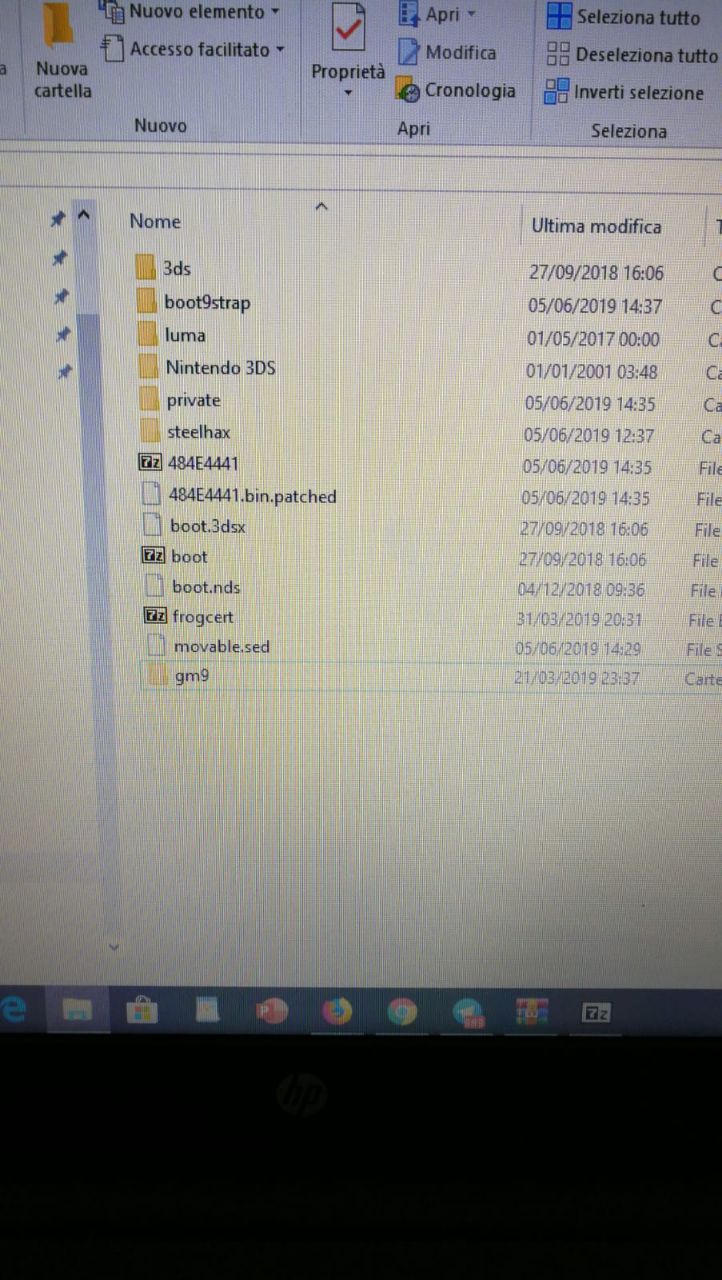 Nuovo elemento
Accesso facilitato
Nuova
cartella
Nuovo
Proprietà
Apri
Modifica
Cronologia
Apri
Seleziona tutto
Deseleziona tutto
Inverti selezione
Seleziona
Nome Ultima modifica
3ds 27/09/2018 16:06
boot9strap 05/06/2019 14:37
luma 01/05/2017 00:00
Nintendo 3DS 01/01/2001 03:48
private 05/06/2019 14:35
steelhax 05/06/2019 12:37
484E4441 05/06/2019 14:35 File
484E4441.bin.patched 05/06/2019 14:35 File
boot.3dsx 27/09/2018 16:06 File
boot 27/09/2018 16:06 File
boot.nds 04/12/2018 09:36 File
frogcert 31/03/2019 20:31 File
movable.sed 05/06/2019 14:29 File S
gm9 21/03/2019 23:37 Carte
7z
hp